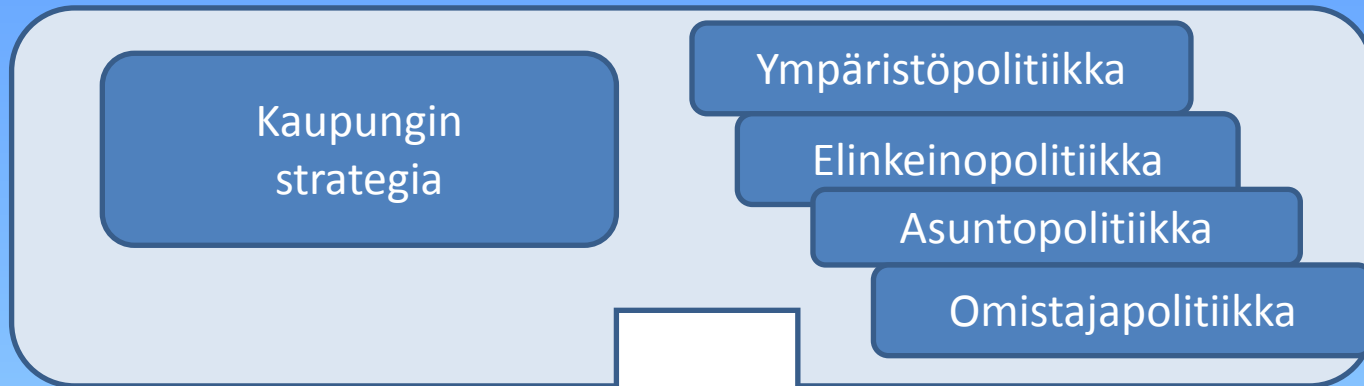 Kaupungin
strategia
Ympäristöpolitiikka
Elinkeinopolitiikka
Asuntopolitiikka
Omistajapolitiikka